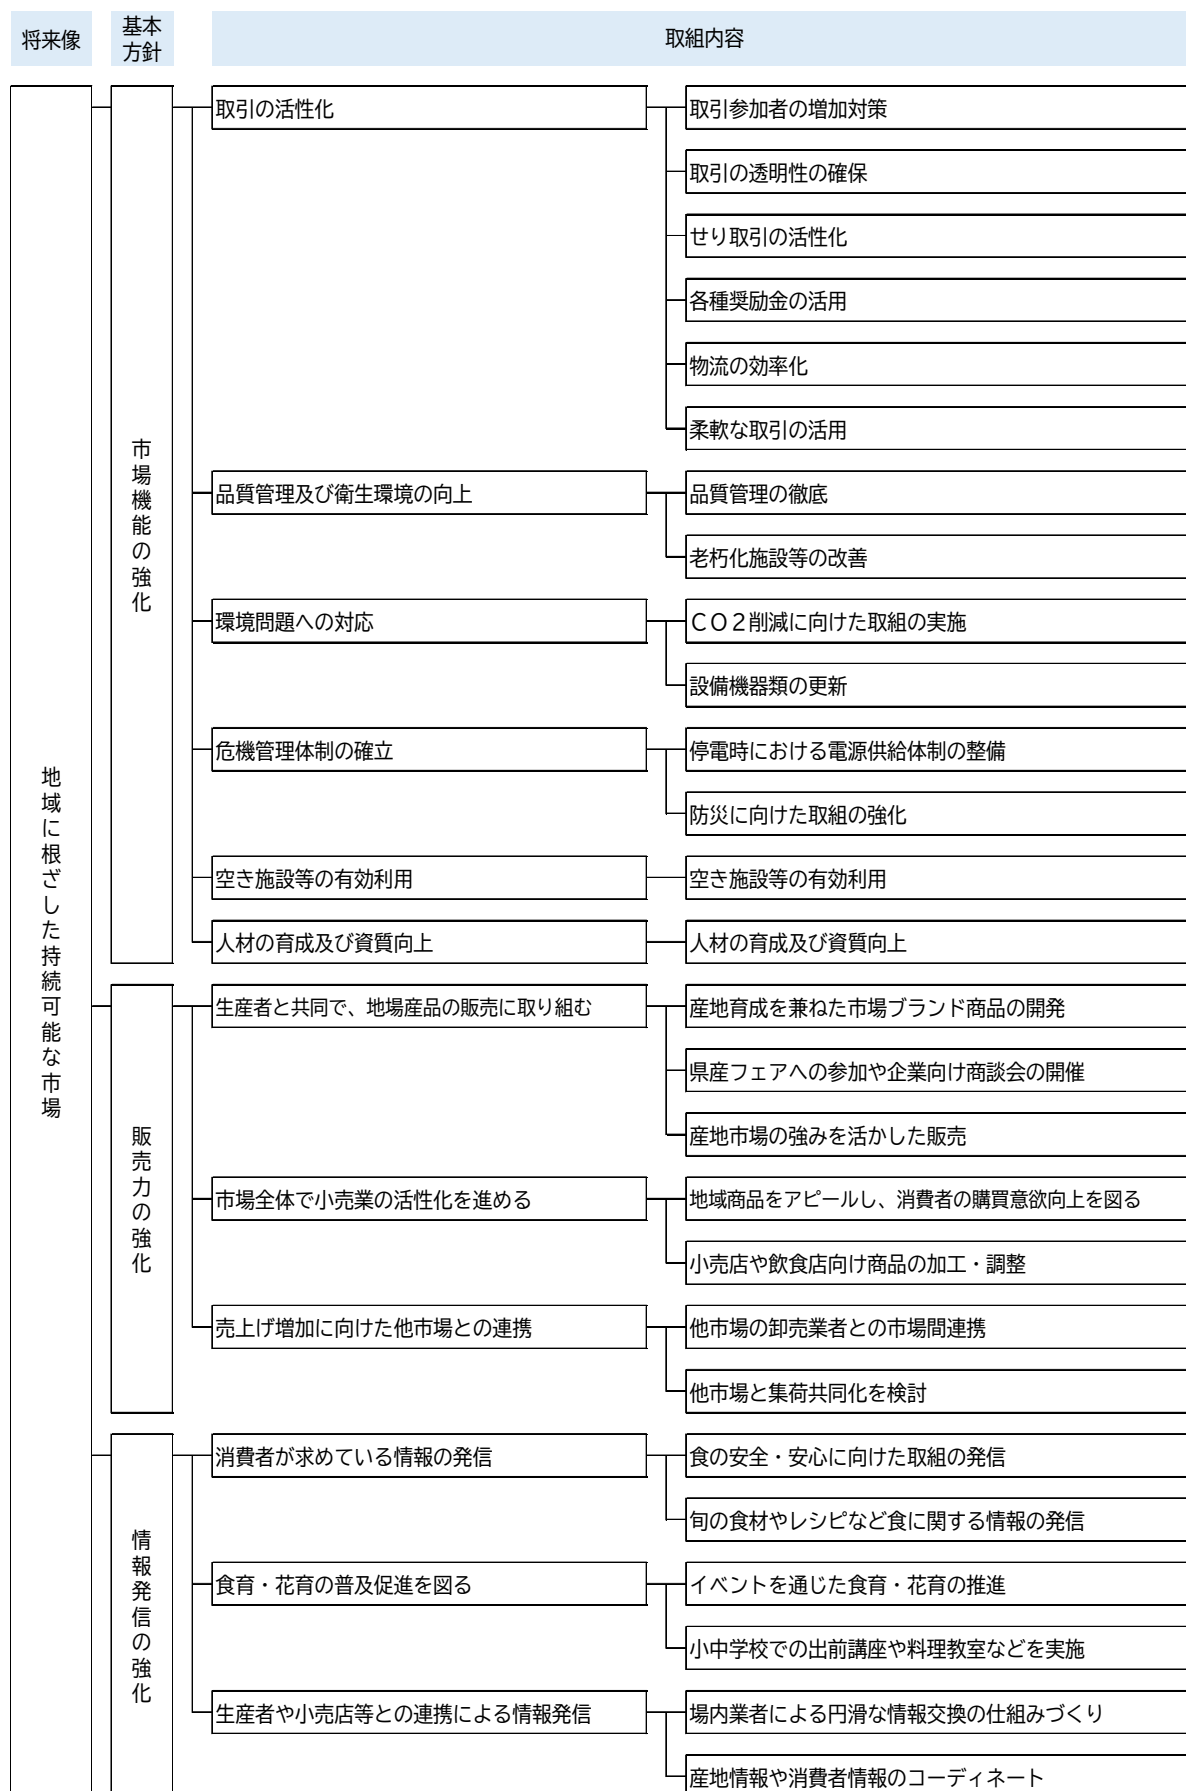 将来像
基本
方針
取組内容
地域に根ざした持続可能な市場
市場機能の強化
取引の活性化
取引参加者の増加対策
取引の透明性の確保
せり取引の活性化
各種奨励金の活用
物流の効率化
柔軟な取引の活用
品質管理及び衛生環境の向上
品質管理の徹底
老朽化施設等の改善
環境問題への対応
ＣＯ２削減に向けた取組の実施
設備機器類の更新
危機管理体制の確立
停電時における電源供給体制の整備
防災に向けた取組の強化
空き施設等の有効利用
空き施設等の有効利用
人材の育成及び資質向上
人材の育成及び資質向上
販売力の強化
生産者と共同で、地場産品の販売に取り組む
産地育成を兼ねた市場ブランド商品の開発
県産フェアへの参加や企業向け商談会の開催
産地市場の強みを活かした販売
市場全体で小売業の活性化を進める
地域商品をアピールし、消費者の購買意欲向上を図る
小売店や飲食店向け商品の加工・調整
売上げ増加に向けた他市場との連携
他市場の卸売業者との市場間連携
他市場と集荷共同化を検討
情報発信の強化
消費者が求めている情報の発信
食の安全・安心に向けた取組の発信
旬の食材やレシピなど食に関する情報の発信
食育・花育の普及促進を図る
イベントを通じた食育・花育の推進
小中学校での出前講座や料理教室などを実施
生産者や小売店等との連携による情報発信
場内業者による円滑な情報交換の仕組みづくり
産地情報や消費者情報のコーディネート